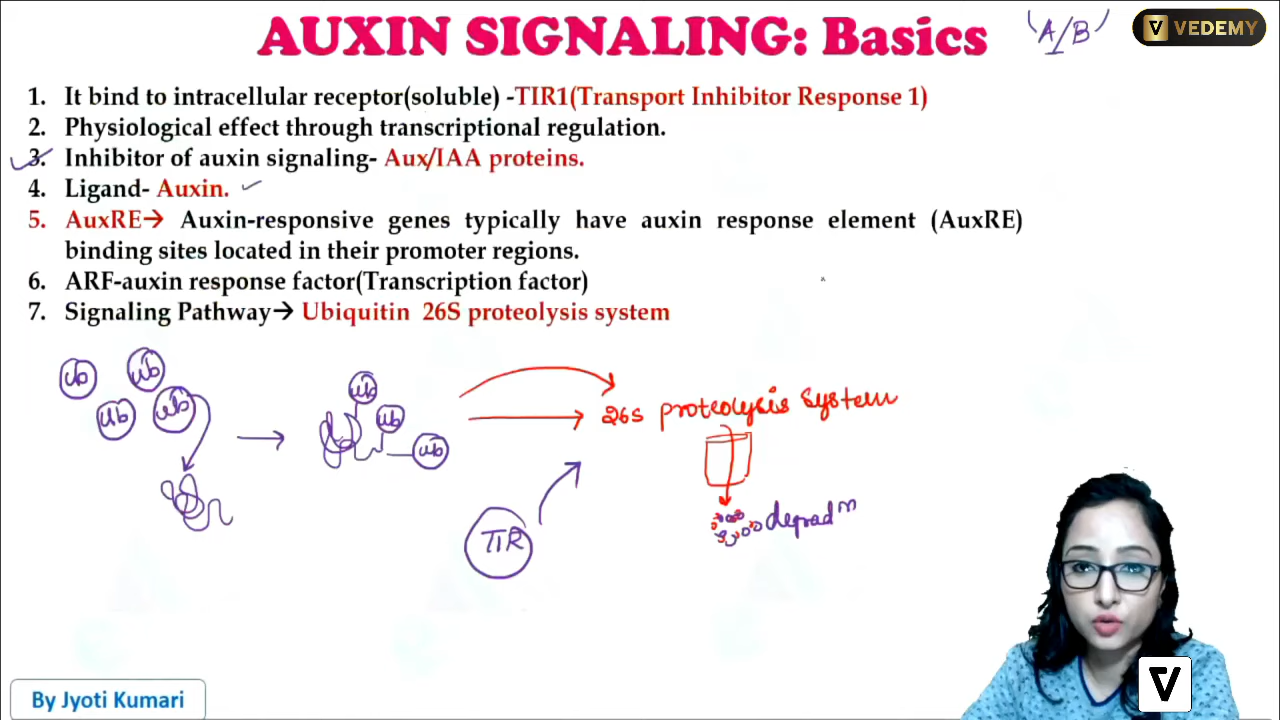 AUXIN SIGNALING: Basics
(A/B)
VEDEMY
1. It bind to intracellular receptor(soluble) -TIR1(Transport Inhibitor Response 1)
2. Physiological effect through transcriptional regulation.
3. Inhibitor of auxin signaling- Aux/IAA proteins.
4. Ligand- Auxin.
5. AuxRE→ Auxin-responsive genes typically have auxin response element (AuxRE)
binding sites located in their promoter regions.
6. ARF-auxin response factor(Transcription factor)
7. Signaling Pathway→ Ubiquitin 26S proteolysis system
ub ub
ub ub
ub
ub
ub
26S proteolysis system
TIR
degradn
By Jyoti Kumari